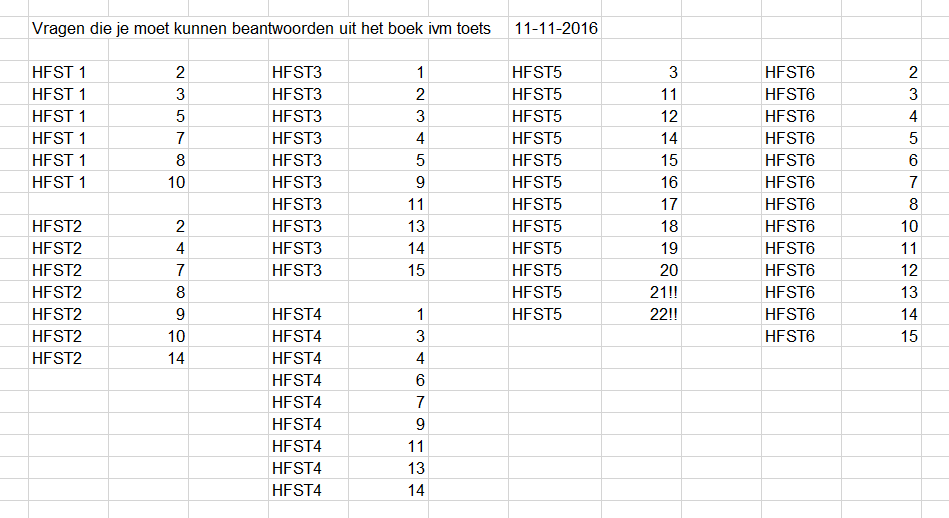 Vragen die je moet kunnen beantwoorden uit het boek ivm toets 11-11-2016
HFST 1 2 HFST3 1 HFST5 3 HFST6 2
HFST 1 3 HFST3 2 HFST5 11 HFST6 3
HFST 1 5 HFST3 3 HFST5 12 HFST6 4
HFST 1 7 HFST3 4 HFST5 14 HFST6 5
HFST 1 8 HFST3 5 HFST5 15 HFST6 6
HFST 1 10 HFST3 9 HFST5 16 HFST6 7
HFST3 11 HFST5 17 HFST6 8
HFST2 2 HFST3 13 HFST5 18 HFST6 10
HFST2 4 HFST3 14 HFST5 19 HFST6 11
HFST2 7 HFST3 15 HFST5 20 HFST6 12
HFST2 8 HFST5 21!! HFST6 13
HFST2 9 HFST4 1 HFST5 22!! HFST6 14
HFST2 10 HFST4 3 HFST6 15
HFST2 14 HFST4 4
HFST4 6
HFST4 7
HFST4 9
HFST4 11
HFST4 13
HFST4 14